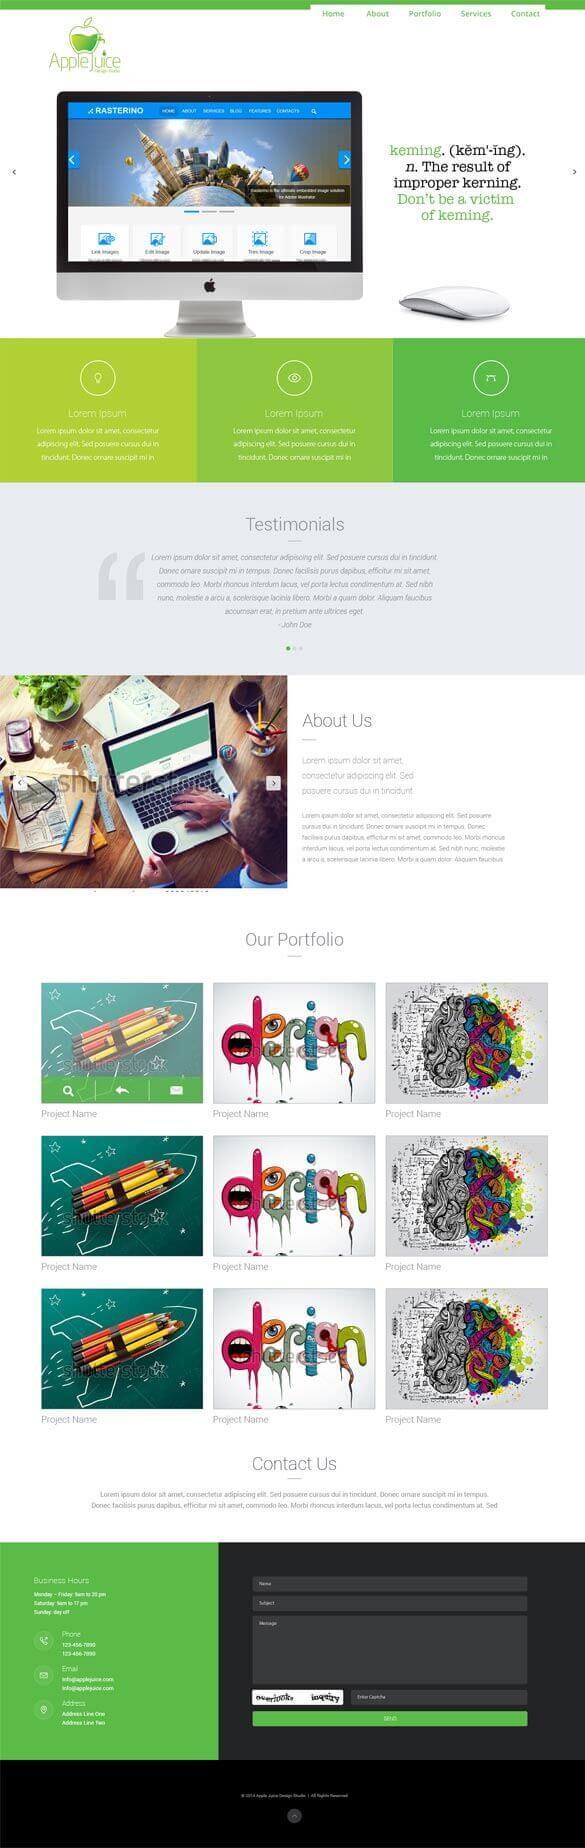 Home About Portfolio Services Contact
AppleJuice
Design Studio
RASTERINO HOME ABOUT SERVICES BLOG FEATURES CONTACTS
Rasterino is the ultimate embedded image solution
for Adobe Illustrator
Link Images Edit Image Update Image Trim Image Crop Image
keming. (kĕm'-ĭng).
n. The result of
improper kerning.
Don't be a victim
of keming.
Lorem Ipsum
Lorem ipsum dolor sit amet, consectetur
adipiscing elit. Sed posuere cursus dui in
tincidunt. Donec ornare suscipit mi in
Lorem Ipsum
Lorem ipsum dolor sit amet, consectetur
adipiscing elit. Sed posuere cursus dui in
tincidunt. Donec ornare suscipit mi in
Lorem Ipsum
Lorem ipsum dolor sit amet, consectetur
adipiscing elit. Sed posuere cursus dui in
tincidunt. Donec ornare suscipit mi in
Testimonials
Lorem ipsum dolor sit amet, consectetur adipiscing elit. Sed posuere cursus dui in tincidunt.
Donec ornare suscipit mi in tempus. Donec facilisis purus dapibus, efficitur mi sit amet,
commodo leo. Morbi rhoncus interdum lacus, vel porta lectus condimentum at. Sed nibh
nunc, molestie a arcu a, scelerisque lacinia libero. Morbi a quam dolor. Aliquam faucibus
accumsan erat, in pretium ante ultrices eget.
- John Doe
shutterstock
About Us
Lorem ipsum dolor sit amet,
consectetur adipiscing elit. Sed
posuere cursus dui in tincidunt
Lorem ipsum dolor sit amet, consectetur adipiscing elit. Sed posuere
cursus dui in tincidunt. Donec ornare suscipit mi in tempus. Donec
facilisis purus dapibus, efficitur mi sit amet, commodo leo. Morbi rhoncus
interdum lacus, vel porta lectus condimentum at. Sed nibh nunc, molestie
a arcu a, scelerisque lacinia libero. Morbi a quam dolor. Aliquam faucibus
Our Portfolio
shutterstock
design
shutterstock
Project Name
Project Name
Project Name
shutterstock
design
shutterstock
Project Name
Project Name
Project Name
shutterstock
design
shutterstock
Project Name
Project Name
Project Name
Contact Us
Lorem ipsum dolor sit amet, consectetur adipiscing elit. Sed posuere cursus dui in tincidunt. Donec ornare suscipit mi in tempus.
Donec facilisis purus dapibus, efficitur mi sit amet, commodo leo. Morbi rhoncus interdum lacus, vel porta lectus condimentum at. Sed
Business Hours
Monday – Friday: 9am to 20 pm
Saturday: 9am to 17 pm
Sunday: day off
Phone
123-456-7890
123-456-7890
Email
Info@applejuice.com
Info@applejuice.com
Address
Address Line One
Address Line Two
Name
Subject
Message
overlooks inquiry
Enter Captcha
SEND
© 2014 Apple Juice Design Studio | All Rights Reserved